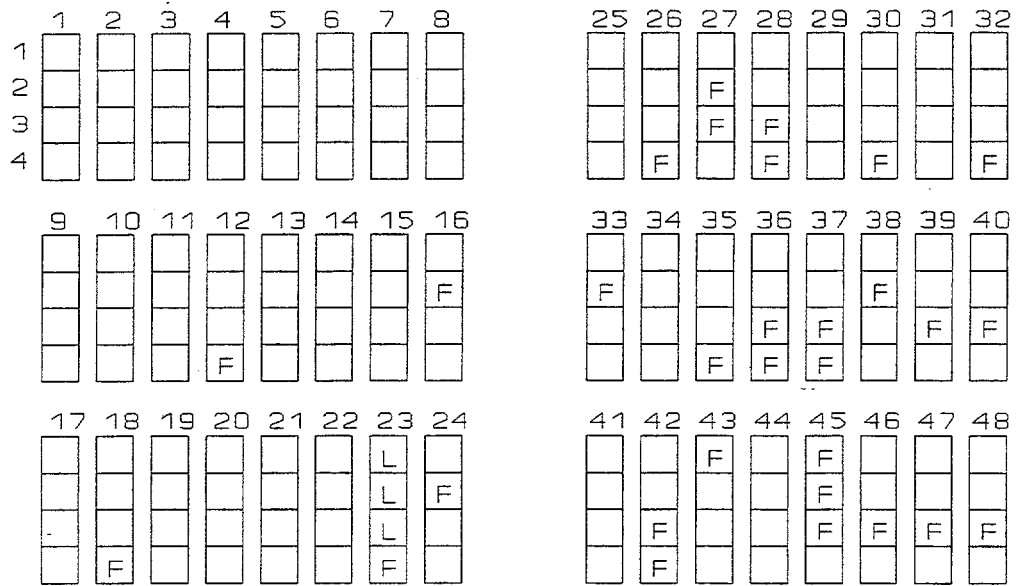 1 2 3 4 5 6 7 8
1
2
3
4
25 26 27 28 29 30 31 32
F
F F
F F F F
9 10 11 12 13 14 15 16
F
F
33 34 35 36 37 38 39 40
F F
F F F F
F F F
17 18 19 20 21 22 23 24
L
L F
L
F F
41 42 43 44 45 46 47 48
F F
F
F F F F F
F